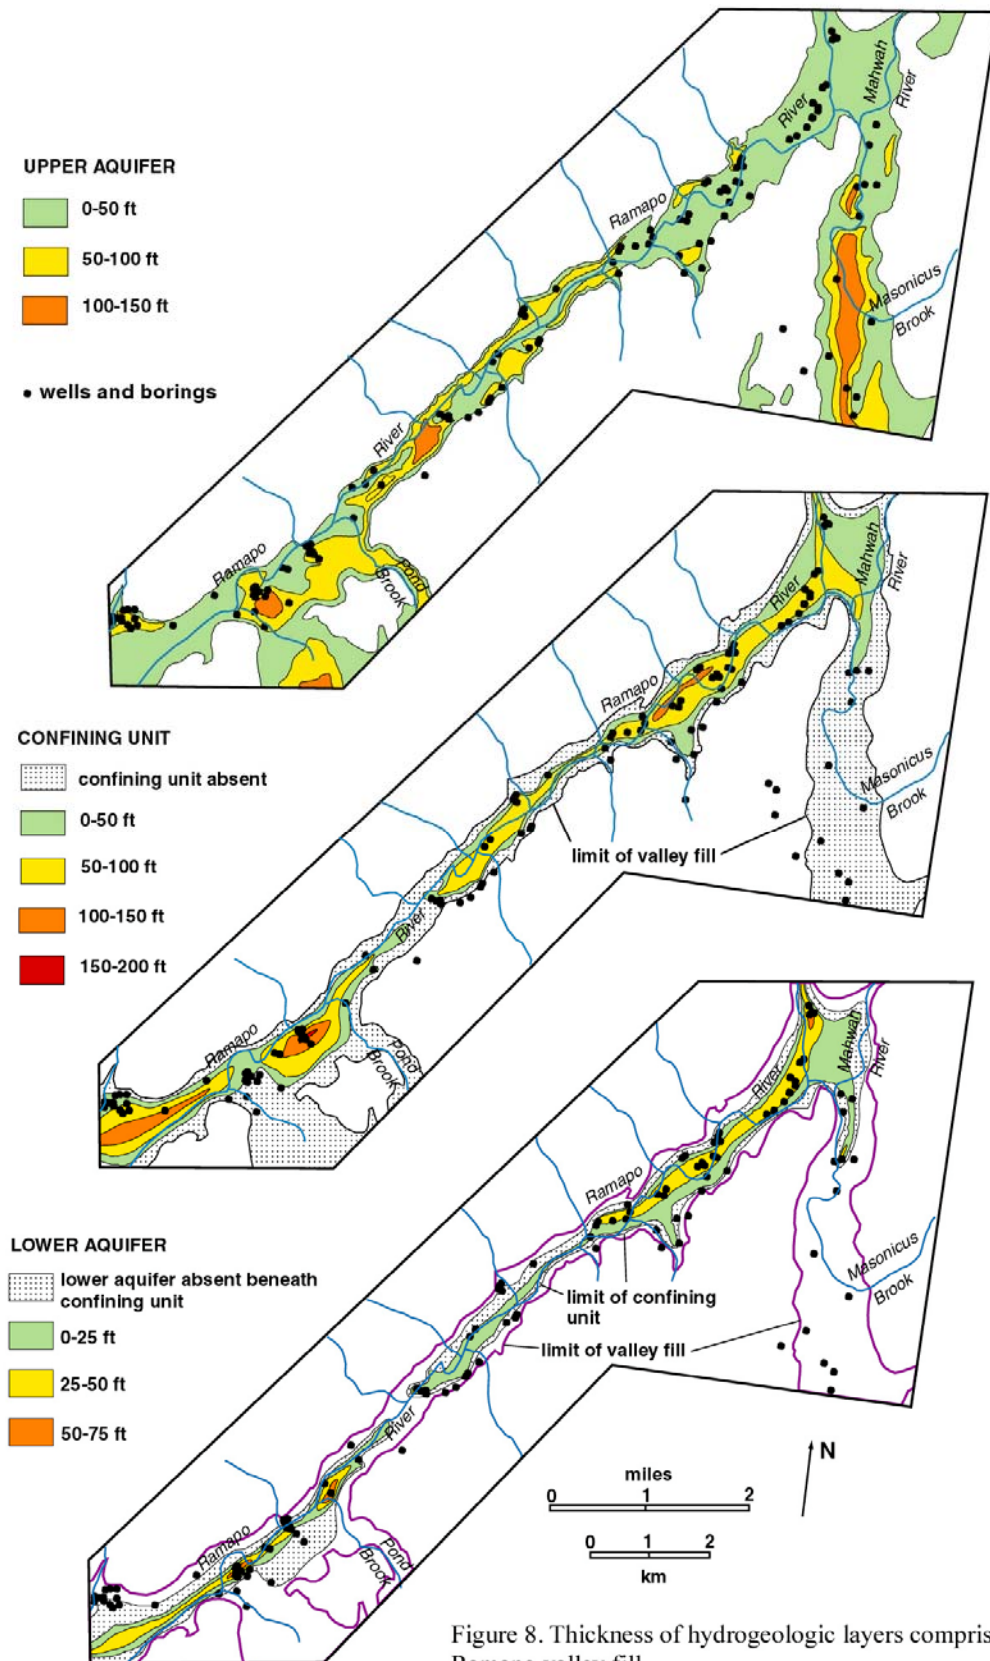 Mahwah
River
River
UPPER AQUIFER
0-50 ft
Ramapo
50-100 ft
100-150 ft
Masonicus
Brook
wells and borings
River
Ramapo
Pond
Brook
Mahwah
River
River
Ramapo
CONFINING UNIT
confining unit absent
Masonicus
Brook
0-50 ft
limit of valley fill
50-100 ft
100-150 ft
River
150-200 ft
Ramapo
Pond
Brook
Mahwah
River
River
Ramapo
LOWER AQUIFER
lower aquifer absent beneath
confining unit
Masonicus
Brook
limit of confining
unit
0-25 ft
limit of valley fill
25-50 ft
50-75 ft
River
N
miles
0 1 2
0 1 2
km
Ramapo
Pond
Brook
Figure 8. Thickness of hydrogeologic layers compris